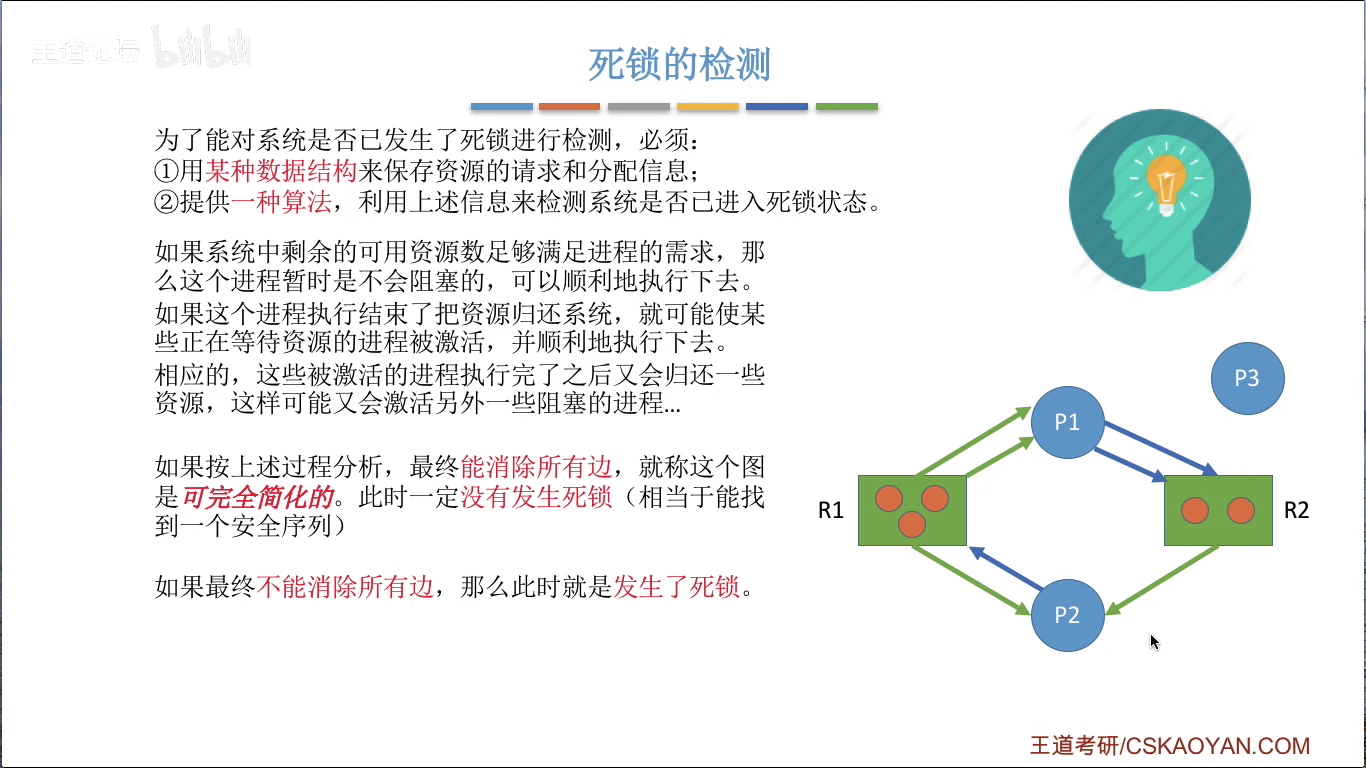 王道论坛 bilibili
死锁的检测
为了能对系统是否已发生了死锁进行检测，必须：
①用某种数据结构来保存资源的请求和分配信息；
②提供一种算法，利用上述信息来检测系统是否已进入死锁状态。
如果系统中剩余的可用资源数足够满足进程的需求，那
么这个进程暂时是不会阻塞的，可以顺利地执行下去。
如果这个进程执行结束了把资源归还系统，就可能使某
些正在等待资源的进程被激活，并顺利地执行下去。
相应的，这些被激活的进程执行完了之后又会归还一些
资源，这样可能又会激活另外一些阻塞的进程...
如果按上述过程分析，最终能消除所有边，就称这个图
是可完全简化的。此时一定没有发生死锁（相当于能找
到一个安全序列）
如果最终不能消除所有边，那么此时就是发生了死锁。
P3
P1
R1
R2
P2
王道考研/CSKAOYAN.COM